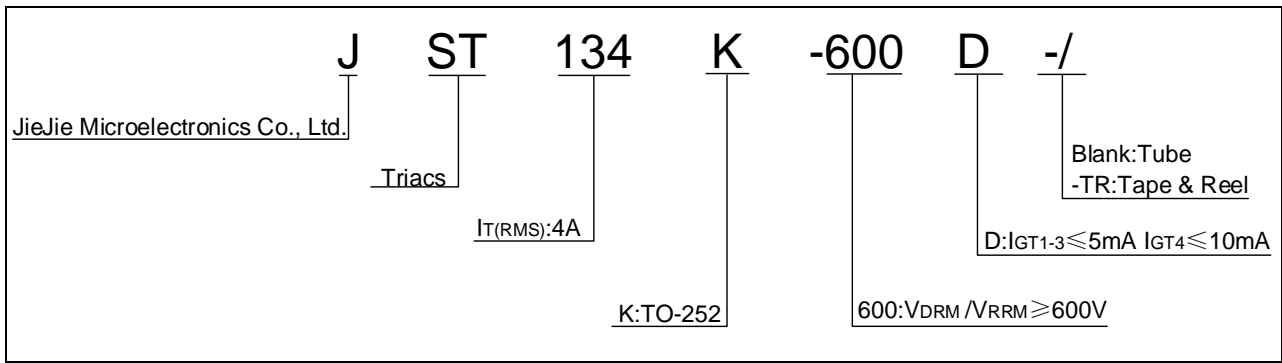 J ST 134 K -600 D -/
JieJie Microelectronics Co., Ltd.
Triacs
IT(RMS):4A
K:TO-252
600:VDRM /VRRM≥600V
D:IGT1-3≤5mA IGT4≤10mA
Blank:Tube
-TR:Tape & Reel